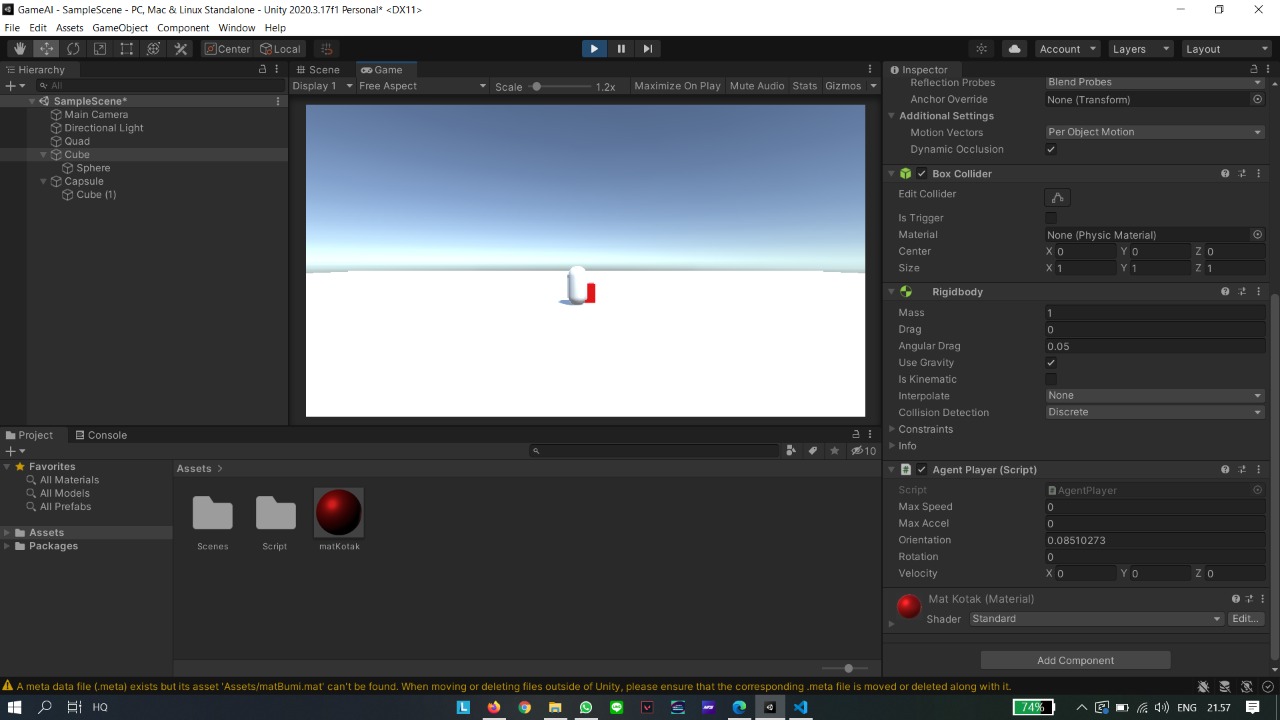 GameAI - SampleScene - PC, Mac & Linux Standalone - Unity 2020.3.17f1 Personal* <DX11>
File Edit Assets GameObject Component Window Help
Center Local Account Layers Layout
Hierarchy
All
SampleScene*
Main Camera
Directional Light
Quad
Cube
Sphere
Capsule
Cube (1)
Scene Game
Display 1 Free Aspect Scale 1.2x Maximize On Play Mute Audio Stats Gizmos
Inspector
Reflection Probes Blend Probes
Anchor Override None (Transform)
Additional Settings
Motion Vectors Per Object Motion
Dynamic Occlusion
Box Collider
Edit Collider
Is Trigger
Material None (Physic Material)
Center X 0 Y 0 Z 0
Size X 1 Y 1 Z 1
Rigidbody
Mass 1
Drag 0
Angular Drag 0.05
Use Gravity
Is Kinematic
Interpolate None
Collision Detection Discrete
Constraints
Info
Agent Player (Script)
Script AgentPlayer
Max Speed 0
Max Accel 0
Orientation 0.08510273
Rotation 0
Velocity X 0 Y 0 Z 0
Mat Kotak (Material)
Shader Standard Edit...
Add Component
Project Console
10
Favorites
All Materials
All Models
All Prefabs
Assets
Packages
Assets
Scenes Script matKotak
A meta data file (.meta) exists but its asset 'Assets/matBumi.mat' can't be found. When moving or deleting files outside of Unity, please ensure that the corresponding .meta file is moved or deleted along with it.
HQ 74% ENG 21.57